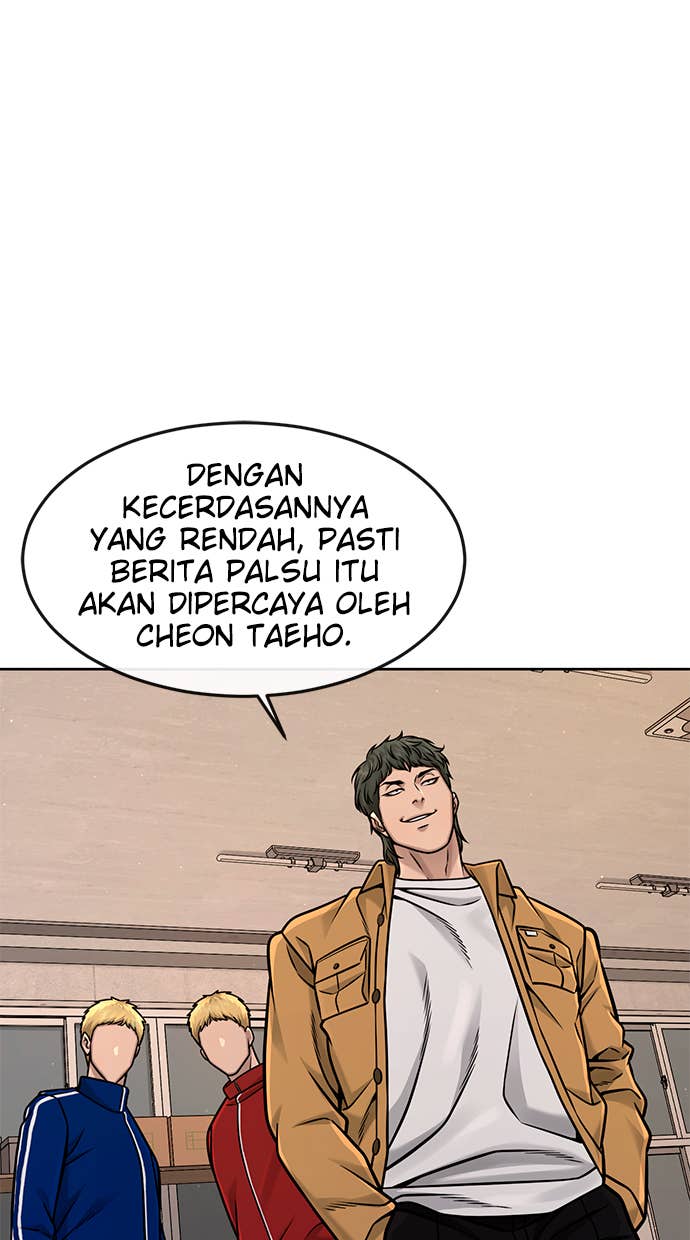 DENGAN
KECERDASANNYA
YANG RENDAH, PASTI
BERITA PALSU ITU
AKAN DIPERCAYA OLEH
CHEON TAEHO.